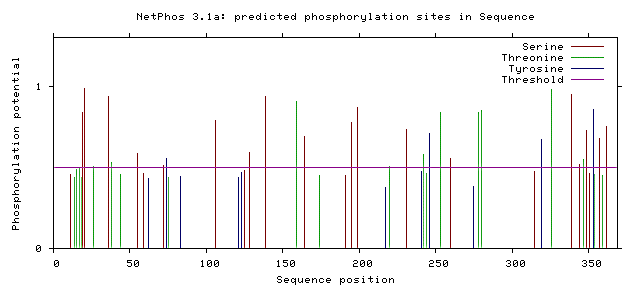 NetPhos 3.1a: predicted phosphorylation sites in Sequence
Serine
Threonine
Tyrosine
Threshold
Phosphorylation potential
1
0
0 50 100 150 200 250 300 350
Sequence position